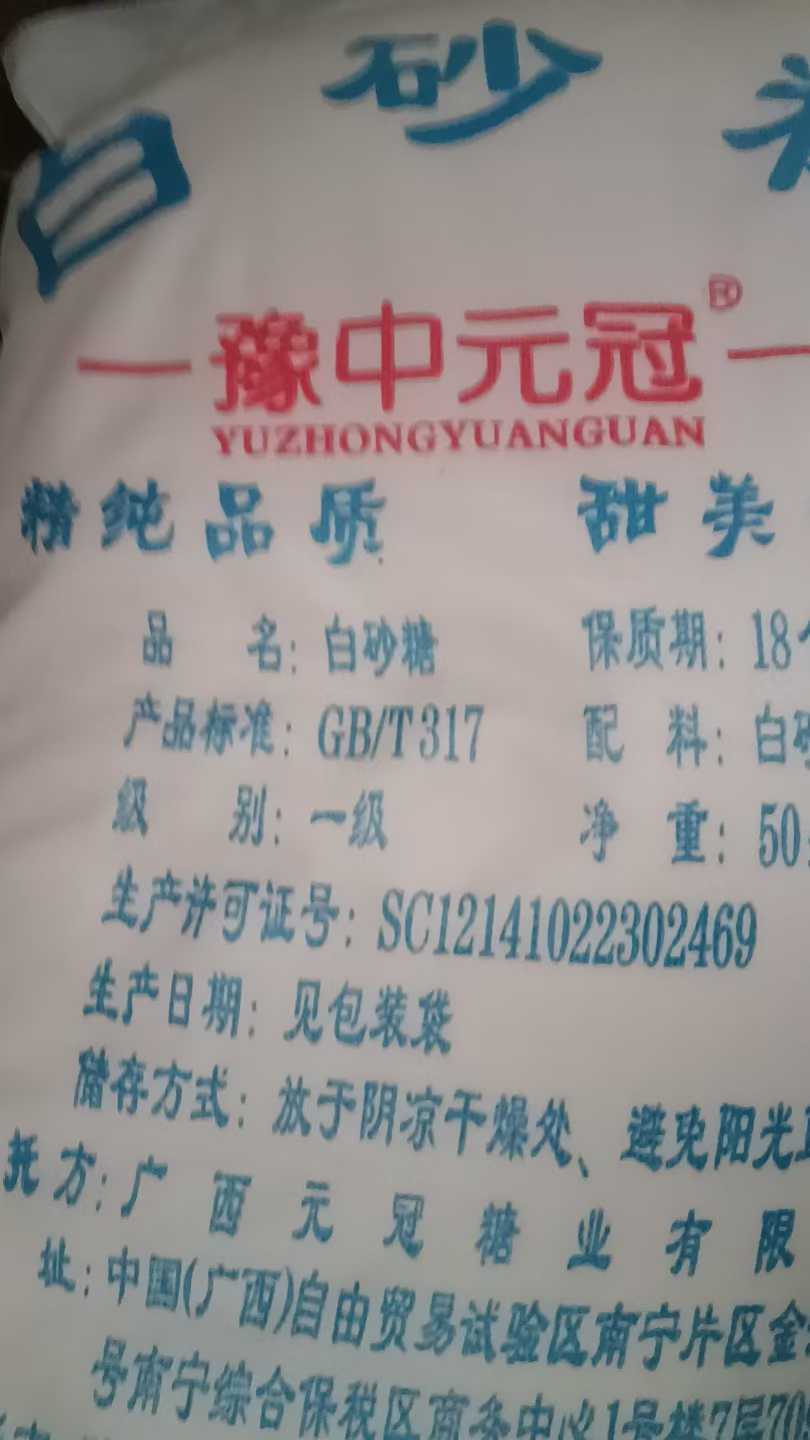 白砂
豫中元冠®
YUZHONGYUANGUAN
精纯品质 甜美
品 名：白砂糖 保质期：18
产品标准：GB/T317 配 料：白砂
级 别：一级 净 重：50
生产许可证号：SC12141022302469
生产日期：见包装袋
储存方式：放于阴凉干燥处、避免阳光
托方：广西元冠糖业有限
址：中国(广西)自由贸易试验区南宁片区金
号南宁综合保税区商务中心1号楼7层70